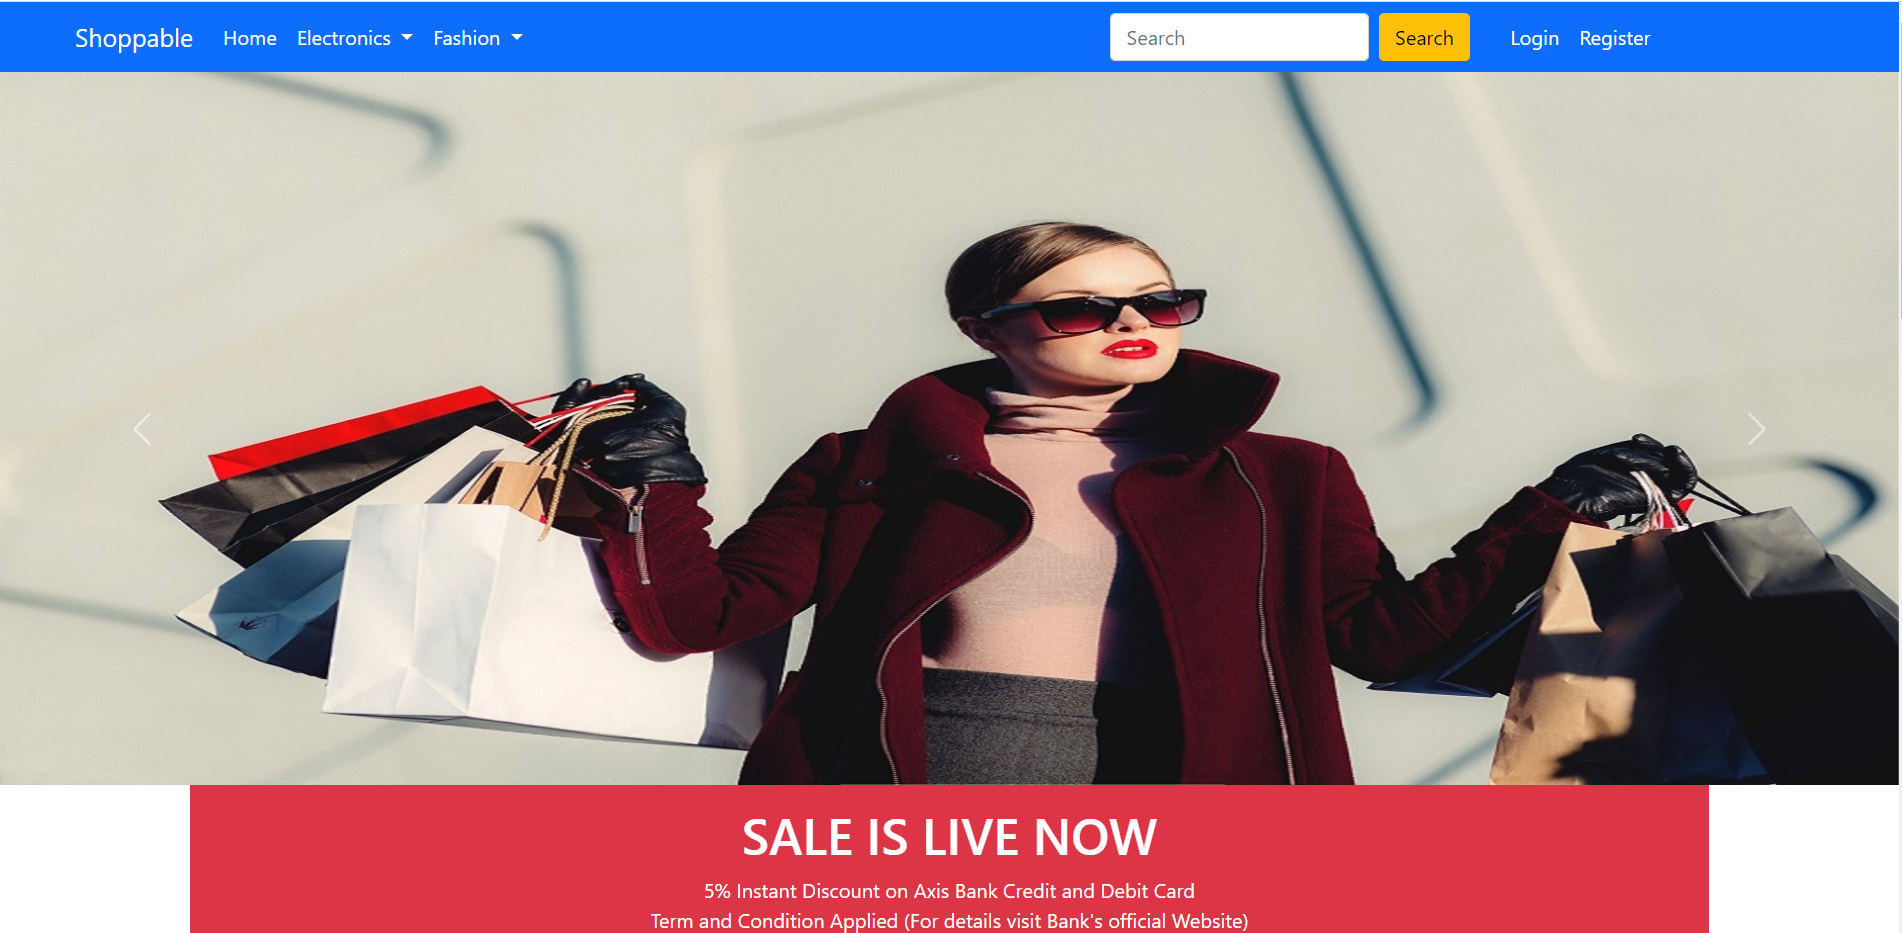 Shoppable Home Electronics Fashion Search Search Login Register
SALE IS LIVE NOW
5% Instant Discount on Axis Bank Credit and Debit Card
Term and Condition Applied (For details visit Bank's official Website)